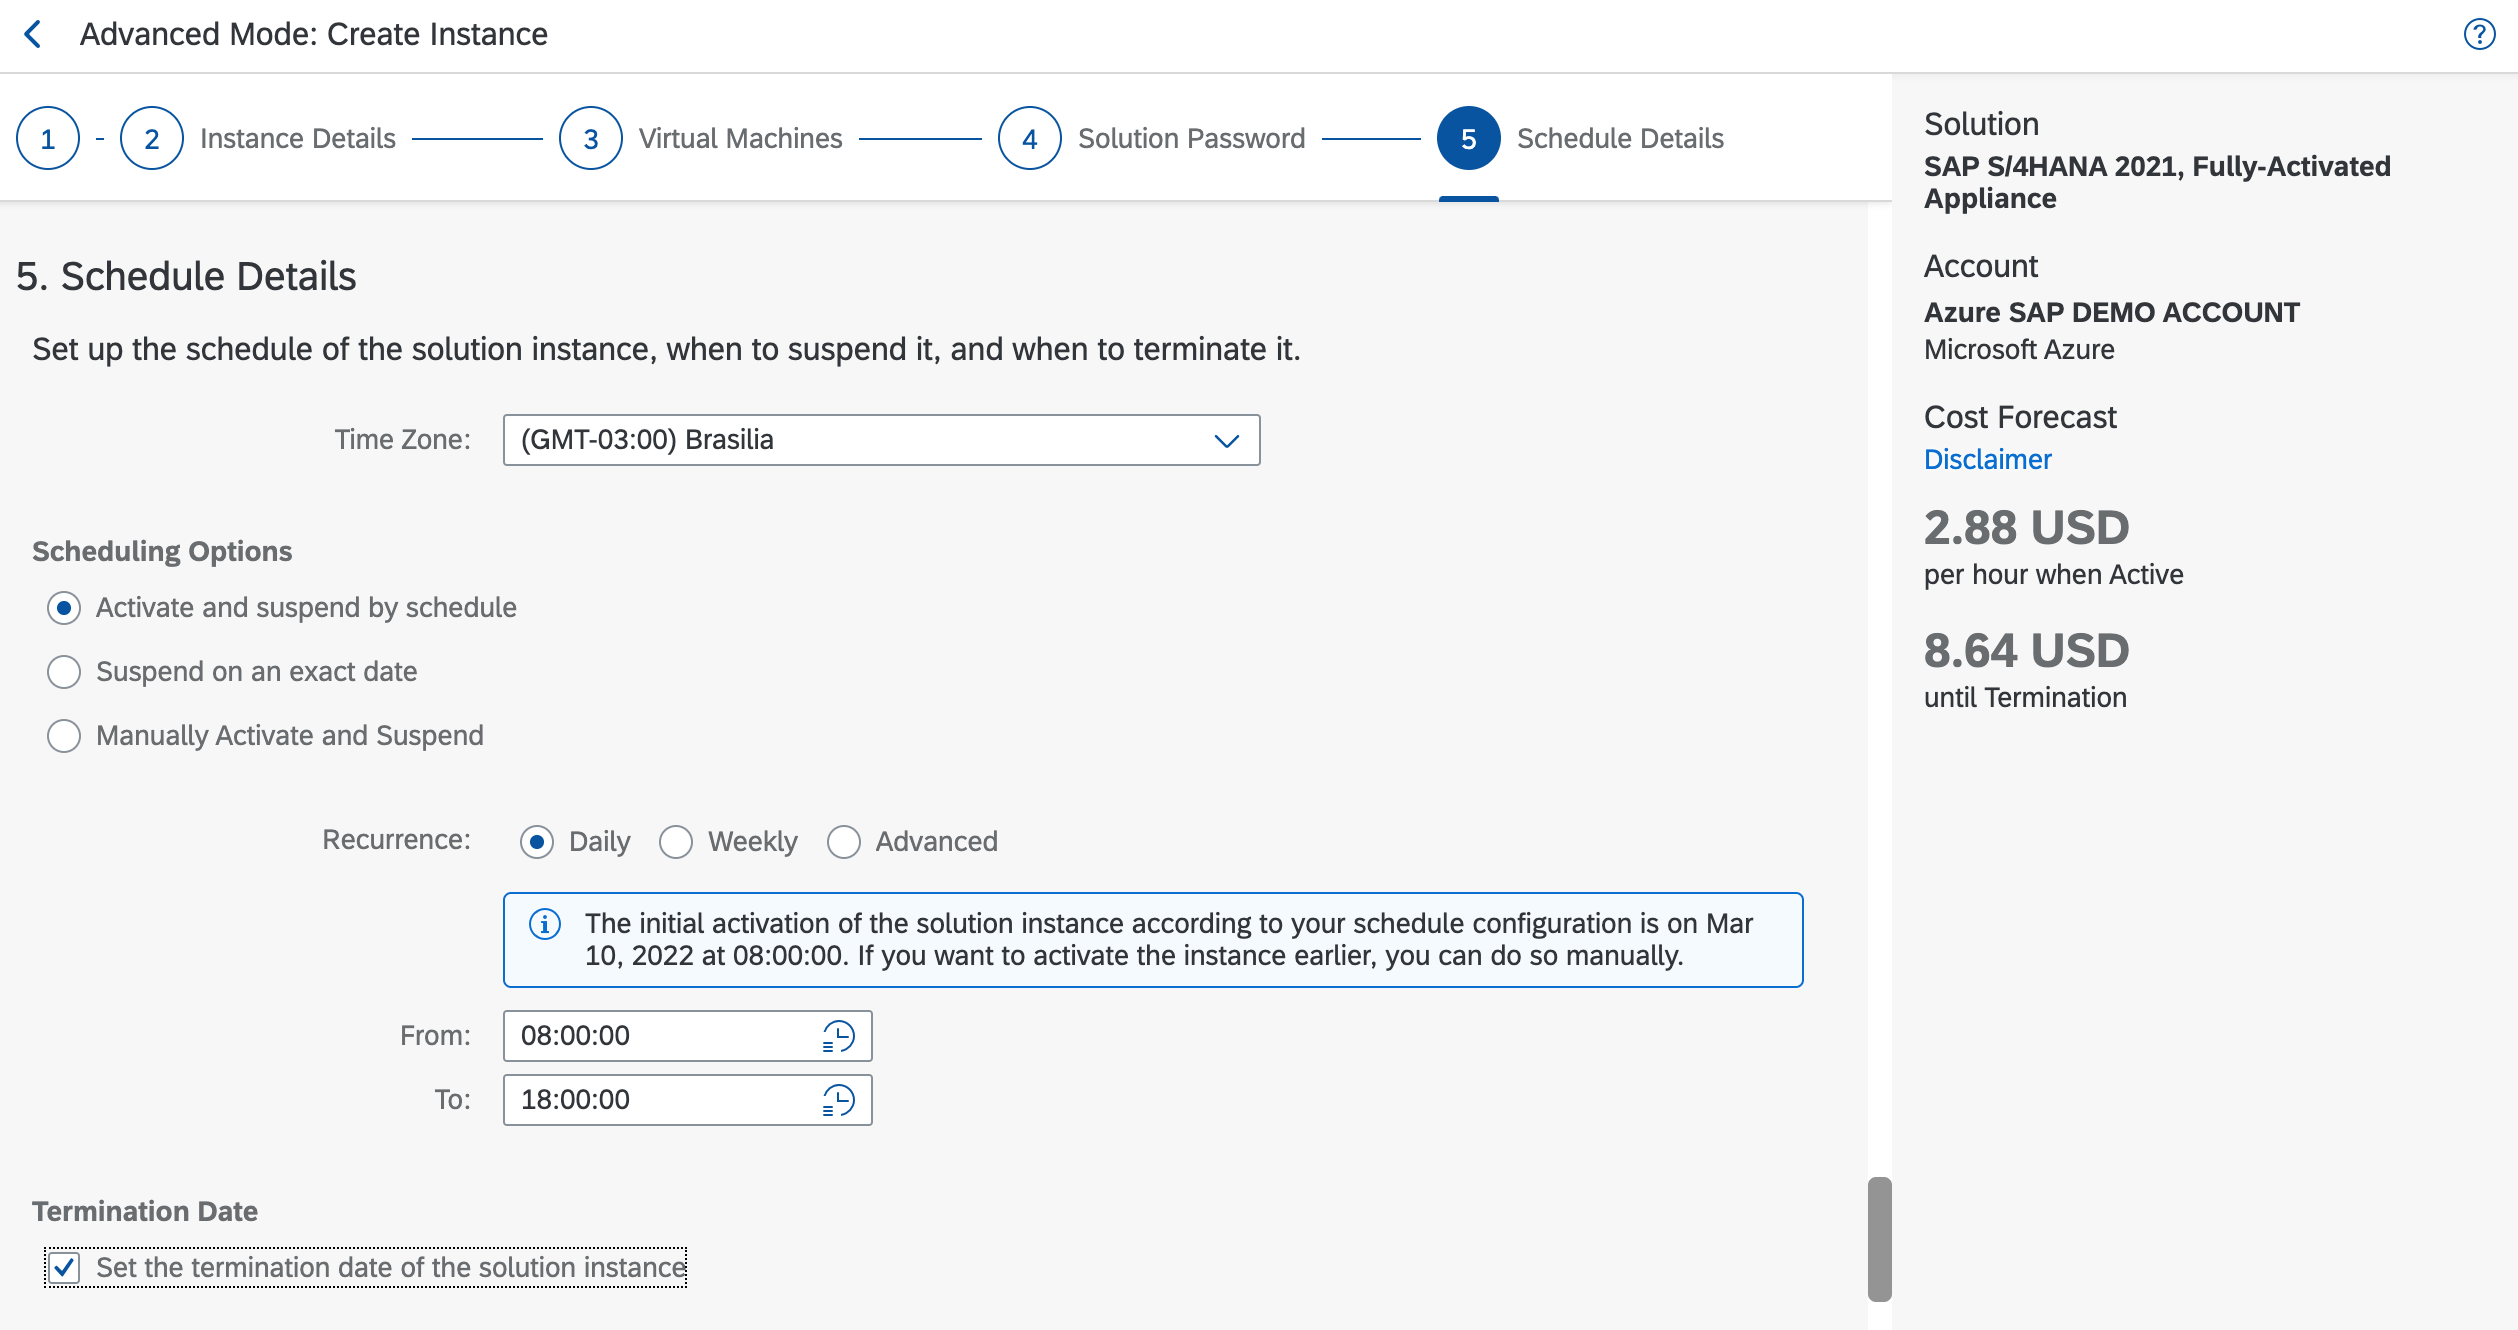 Advanced Mode: Create Instance
?
1 - 2 Instance Details 3 Virtual Machines 4 Solution Password 5 Schedule Details
5. Schedule Details
Set up the schedule of the solution instance, when to suspend it, and when to terminate it.
Time Zone: (GMT-03:00) Brasilia
Scheduling Options
Activate and suspend by schedule
Suspend on an exact date
Manually Activate and Suspend
Recurrence: Daily Weekly Advanced
The initial activation of the solution instance according to your schedule configuration is on Mar
10, 2022 at 08:00:00. If you want to activate the instance earlier, you can do so manually.
From: 08:00:00
To: 18:00:00
Termination Date
Set the termination date of the solution instance
Solution
SAP S/4HANA 2021, Fully-Activated
Appliance
Account
Azure SAP DEMO ACCOUNT
Microsoft Azure
Cost Forecast
Disclaimer
2.88 USD
per hour when Active
8.64 USD
until Termination